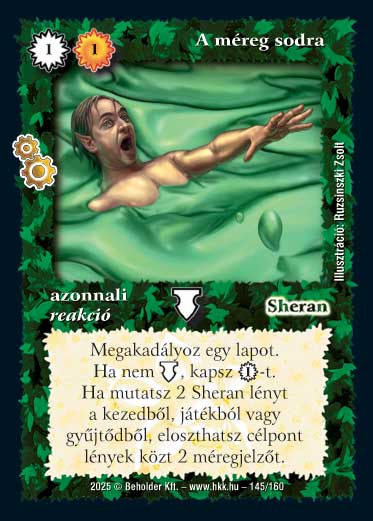 A méreg sodra
1 1
Illusztráció: Ruzsinszki Zsolt
azonnali
reakció
Sheran
Megakadályoz egy lapot.
Ha nem , kapsz 1-t.
Ha mutatsz 2 Sheran lényt
a kezedből, játékból vagy
gyűjtődből, eloszthatsz célpont
lények közt 2 méregjelzőt.
2025 © Beholder Kft. – www.hkk.hu – 145/160